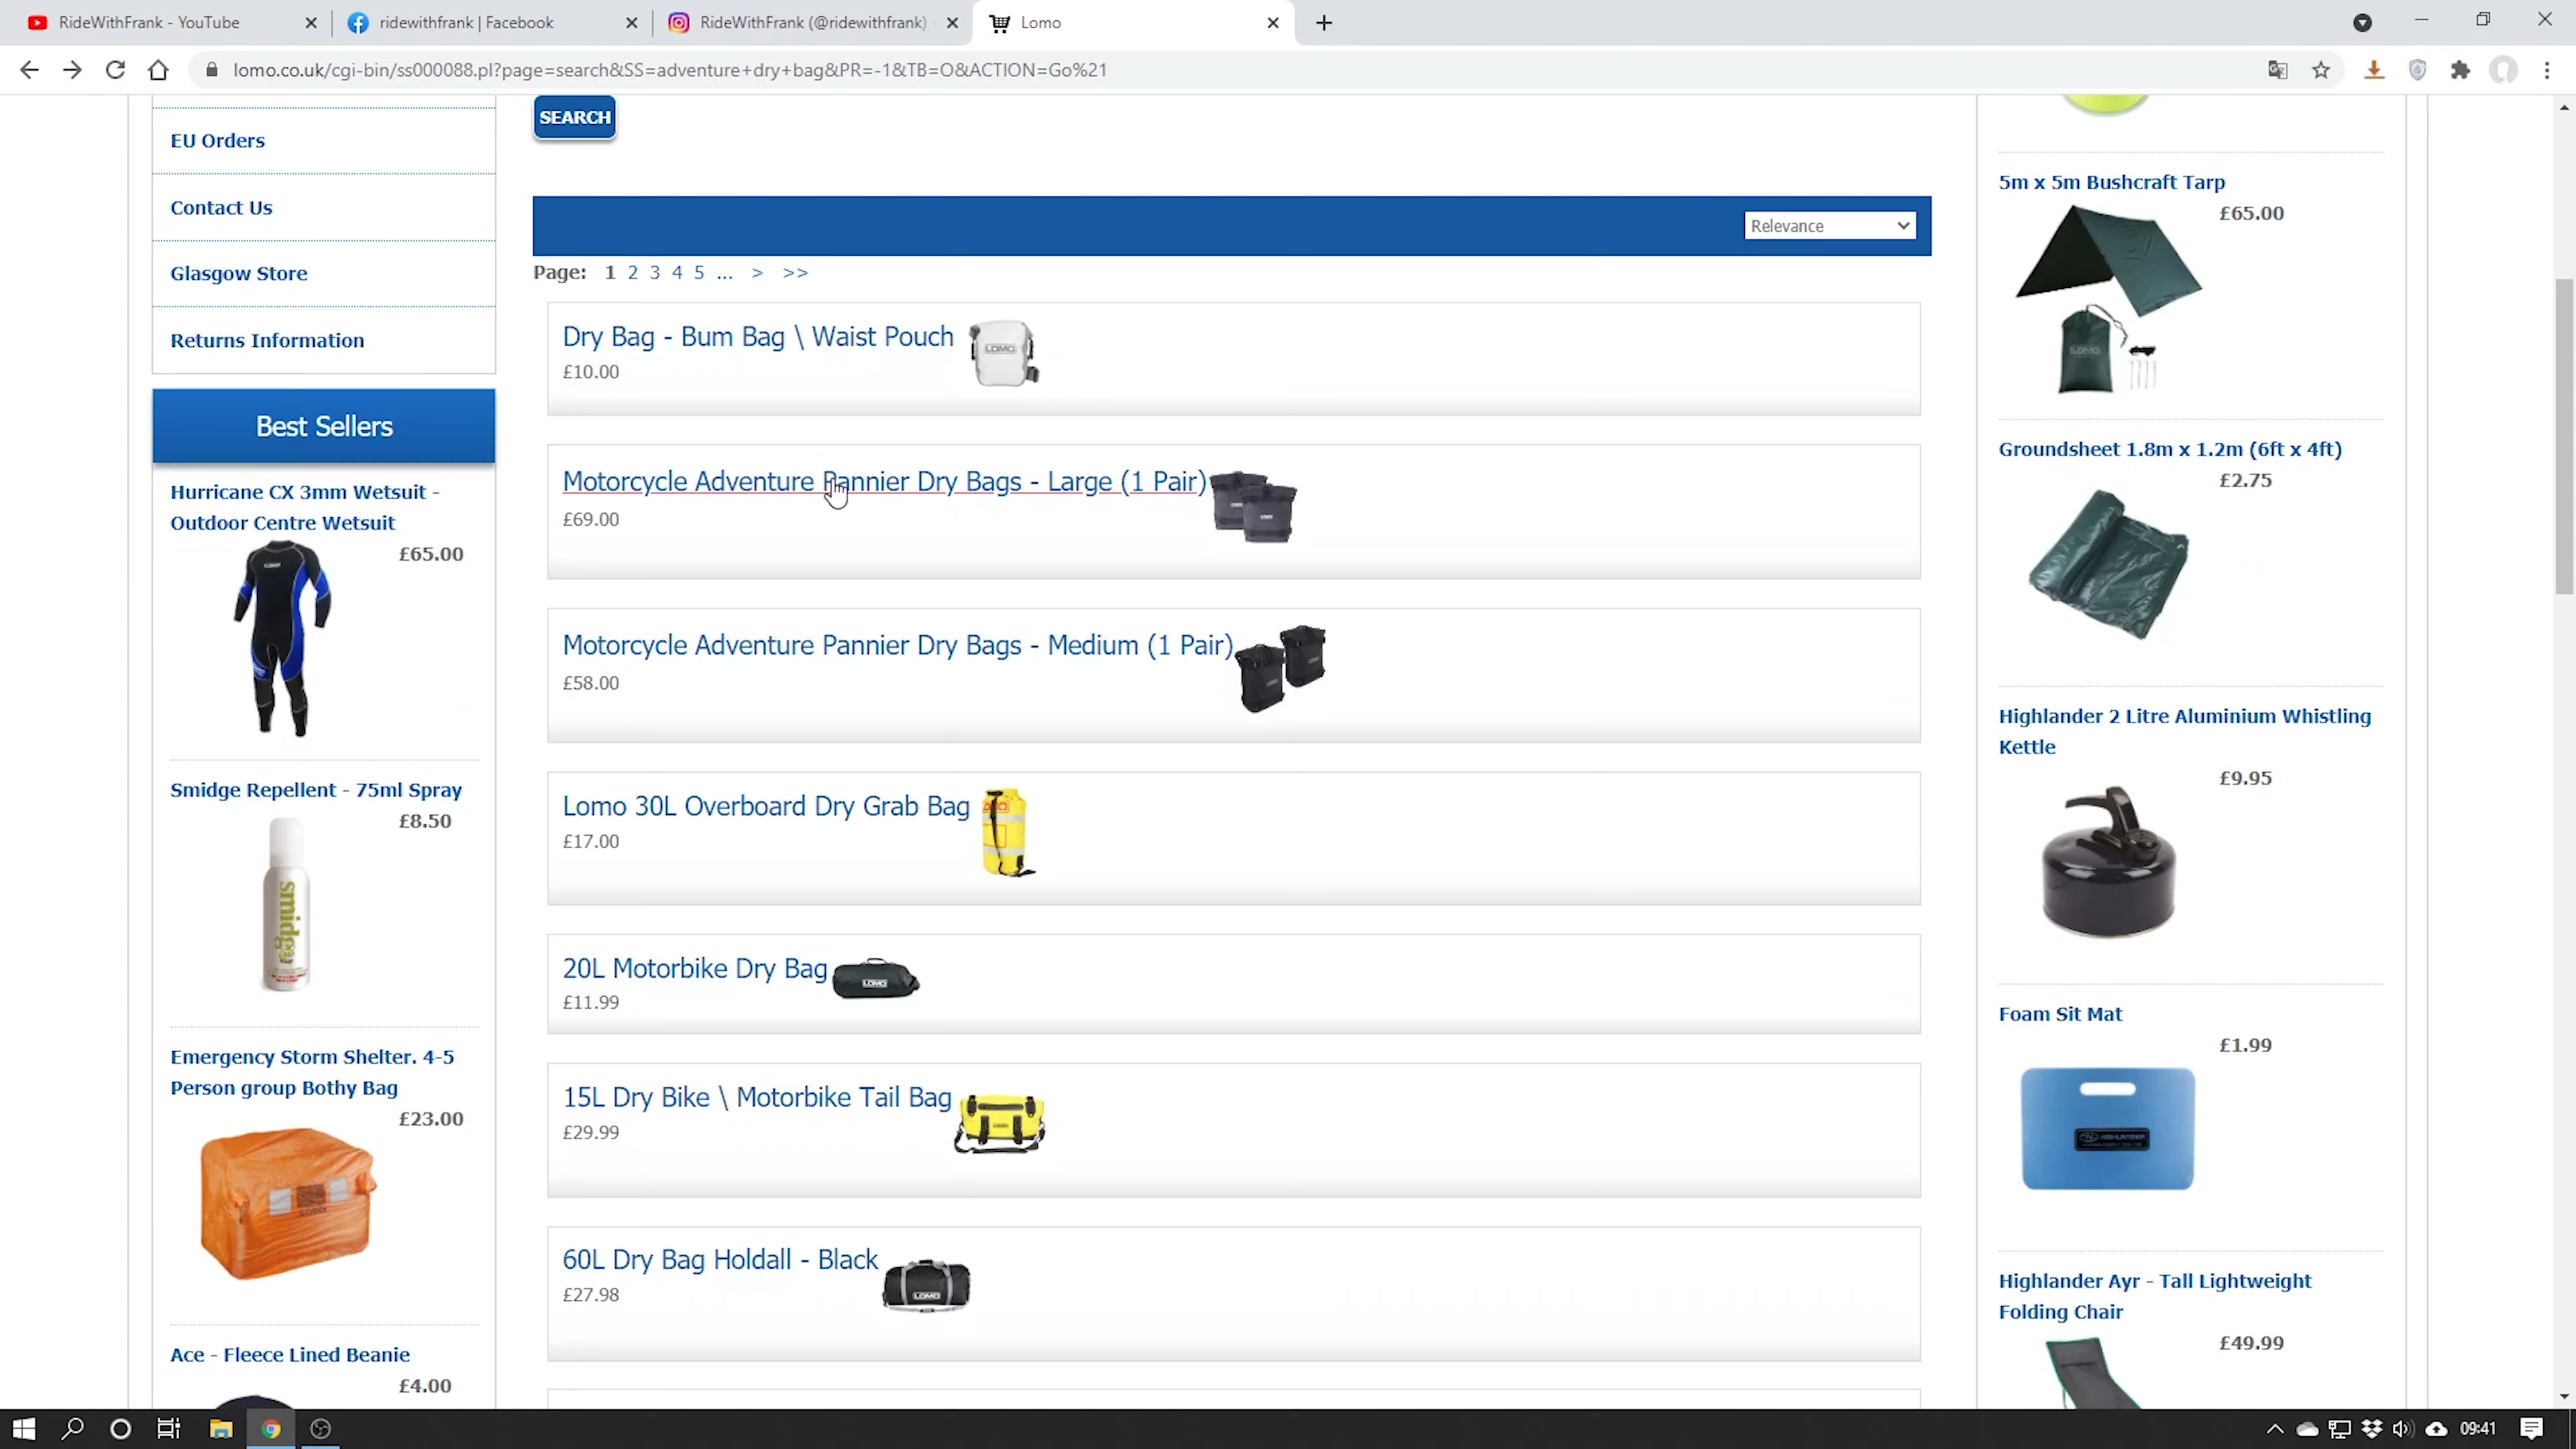 RideWithFrank - YouTube
ridewithfrank | Facebook
RideWithFrank (@ridewithfrank)
Lomo
lomo.co.uk/cgi-bin/ss000088.pl?page=search&SS=adventure+dry+bag&PR=-1&TB=O&ACTION=Go%21
EU Orders
Contact Us
Glasgow Store
Returns Information
Best Sellers
Hurricane CX 3mm Wetsuit -
Outdoor Centre Wetsuit
£65.00
Smidge Repellent - 75ml Spray
£8.50
smidge
Emergency Storm Shelter. 4-5
Person group Bothy Bag
£23.00
Ace - Fleece Lined Beanie
£4.00
SEARCH
Relevance
Page: 1 2 3 4 5 ... > >>
Dry Bag - Bum Bag \ Waist Pouch
LOMO
£10.00
Motorcycle Adventure Pannier Dry Bags - Large (1 Pair)
£69.00
Motorcycle Adventure Pannier Dry Bags - Medium (1 Pair)
£58.00
Lomo 30L Overboard Dry Grab Bag
£17.00
20L Motorbike Dry Bag
LOMO
£11.99
15L Dry Bike \ Motorbike Tail Bag
£29.99
60L Dry Bag Holdall - Black
LOMO
£27.98
5m x 5m Bushcraft Tarp
£65.00
LOMO
Groundsheet 1.8m x 1.2m (6ft x 4ft)
£2.75
Highlander 2 Litre Aluminium Whistling
Kettle
£9.95
Foam Sit Mat
£1.99
HIGHLANDER
Highlander Ayr - Tall Lightweight
Folding Chair
£49.99
09:41